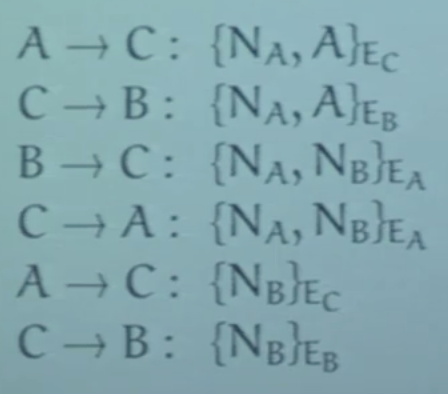 A → C : {N_A, A}_{E_C}
C → B : {N_A, A}_{E_B}
B → C : {N_A, N_B}_{E_A}
C → A : {N_A, N_B}_{E_A}
A → C : {N_B}_{E_C}
C → B : {N_B}_{E_B}